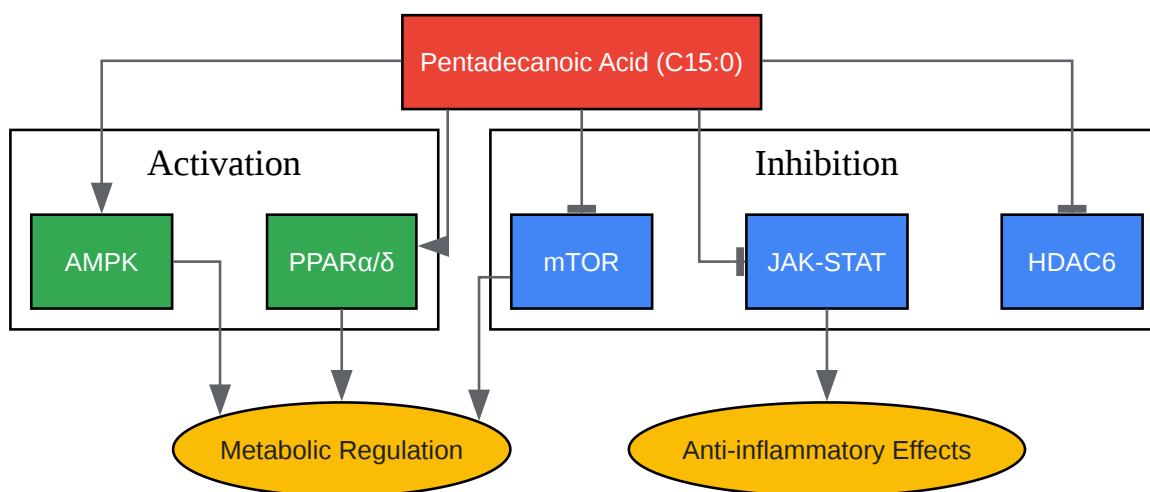 Pentadecanoic Acid (C15:0)
Activation
Inhibition
AMPK
PPARα/δ
mTOR
JAK-STAT
HDAC6
Metabolic Regulation
Anti-inflammatory Effects